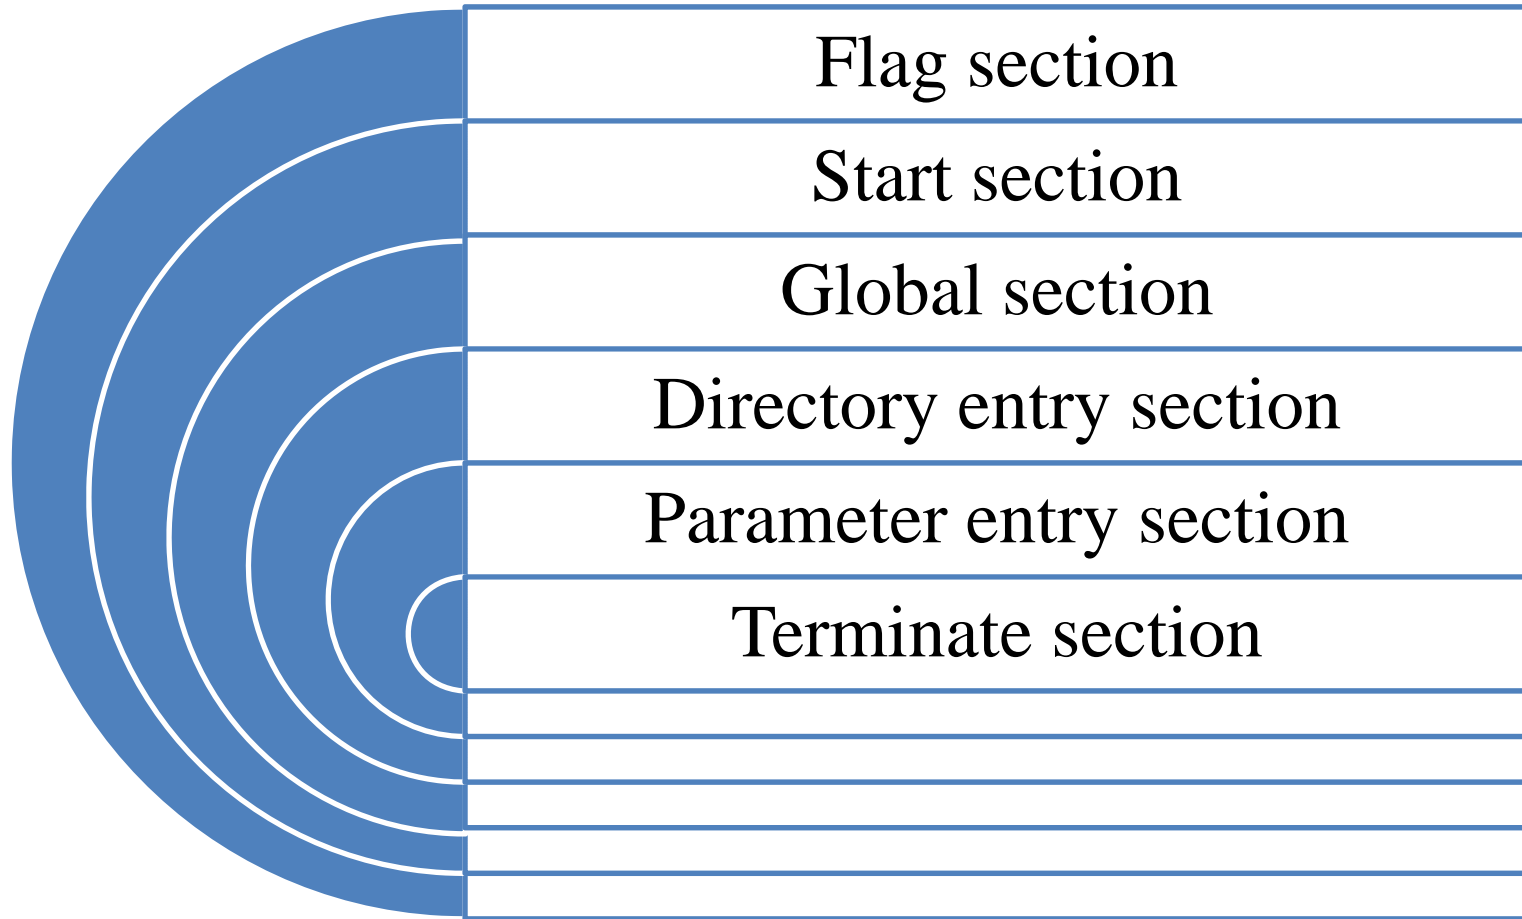 Flag section
Start section
Global section
Directory entry section
Parameter entry section
Terminate section